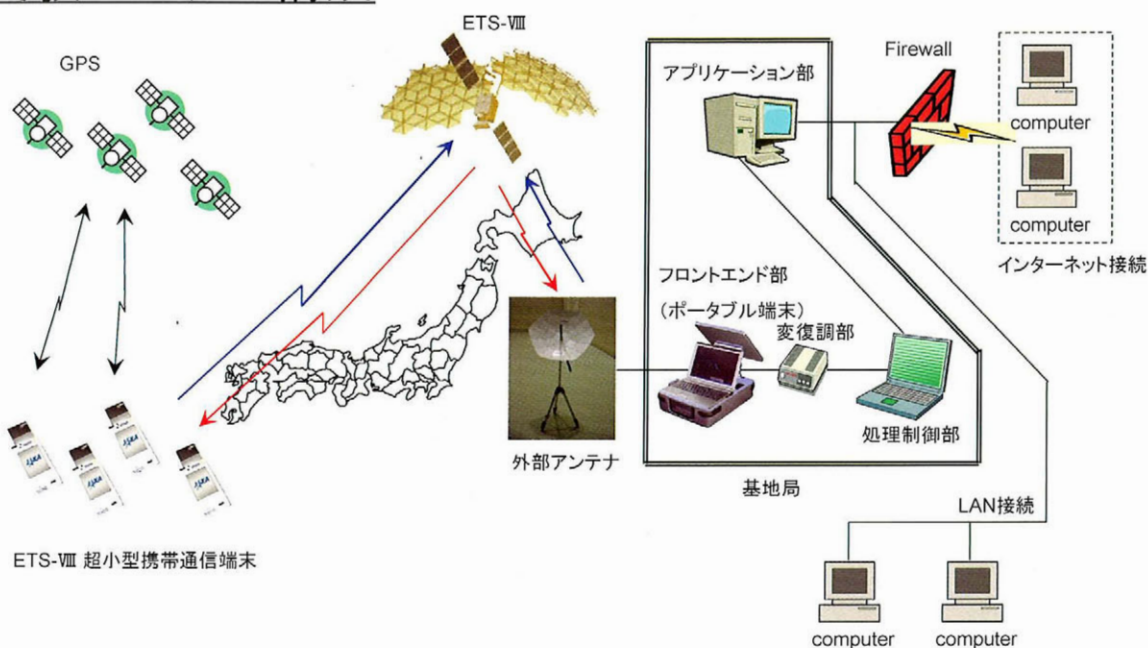 ETS-Ⅷ
GPS
アプリケーション部
Firewall
computer
computer
インターネット接続
フロントエンド部
(ポータブル端末)
変復調部
処理制御部
外部アンテナ
基地局
LAN接続
ETS-Ⅷ 超小型携帯通信端末
computer
computer